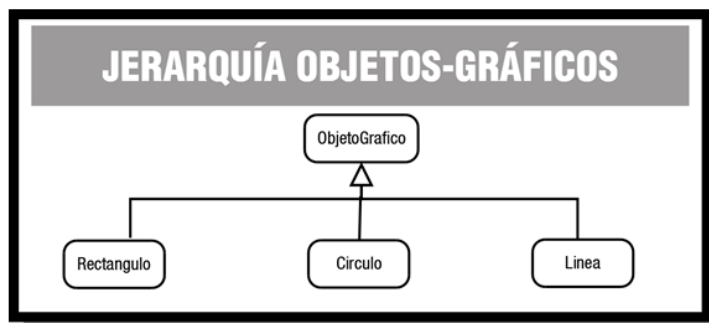 JERARQUÍA OBJETOS-GRÁFICOS
ObjetoGrafico
Rectangulo
Circulo
Linea